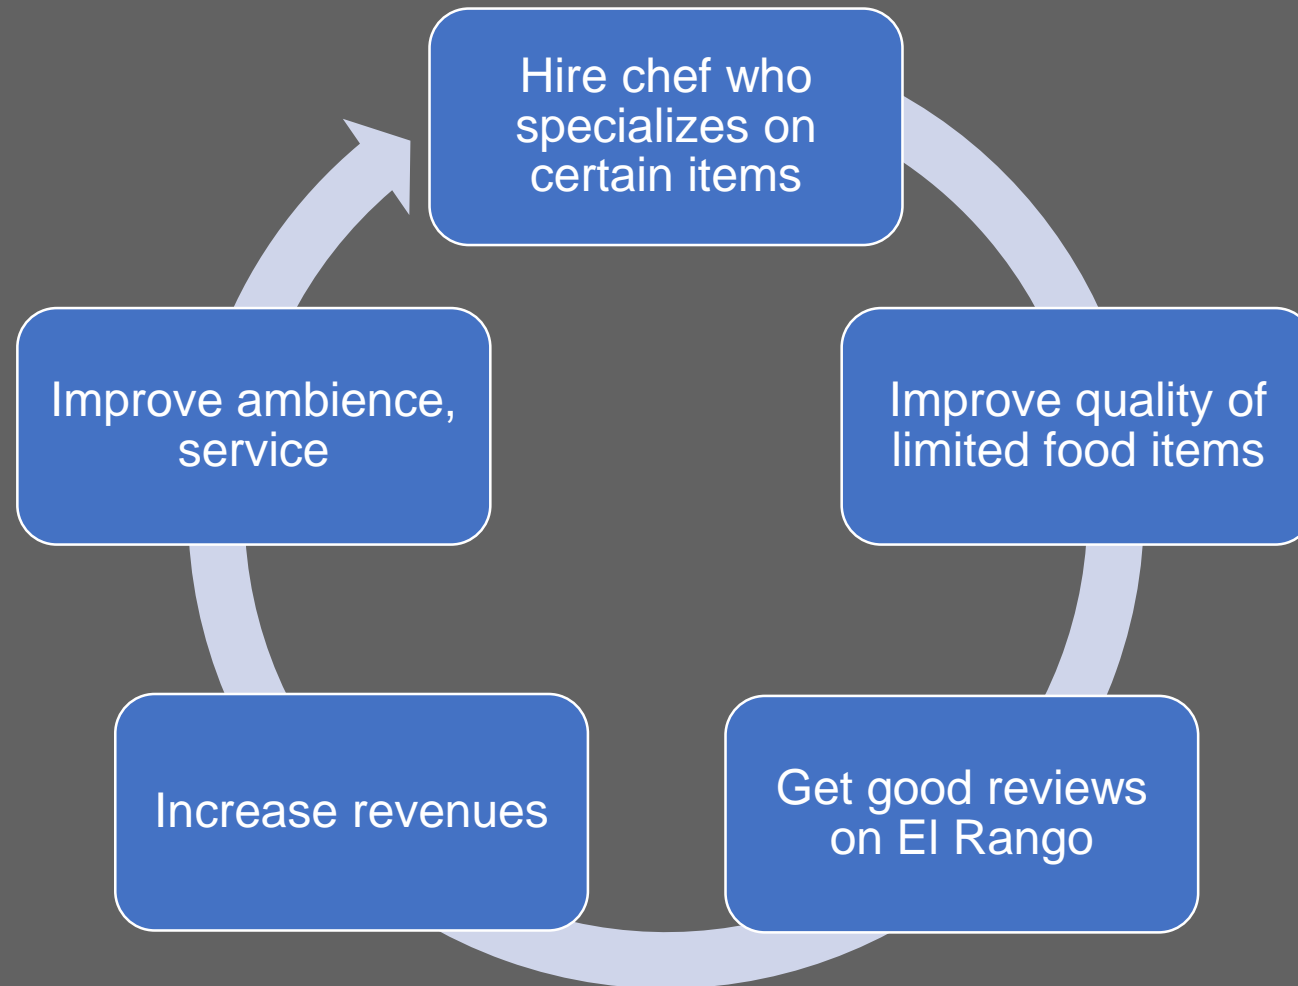 Hire chef who
specializes on
certain items
Improve quality of
limited food items
Get good reviews
on El Rango
Increase revenues
Improve ambience,
service